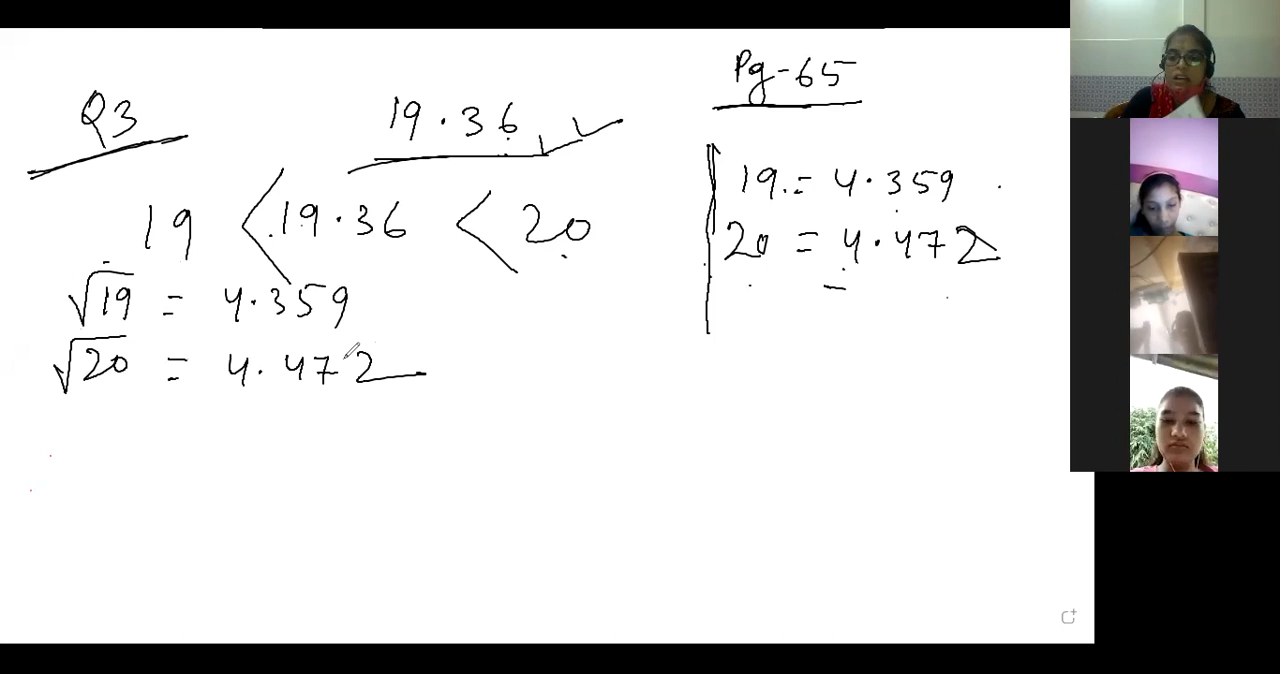 Pg-65
Q3
19.36
19 < 19.36 < 20
√19 = 4.359
√20 = 4.472
19 = 4.359
20 = 4.472